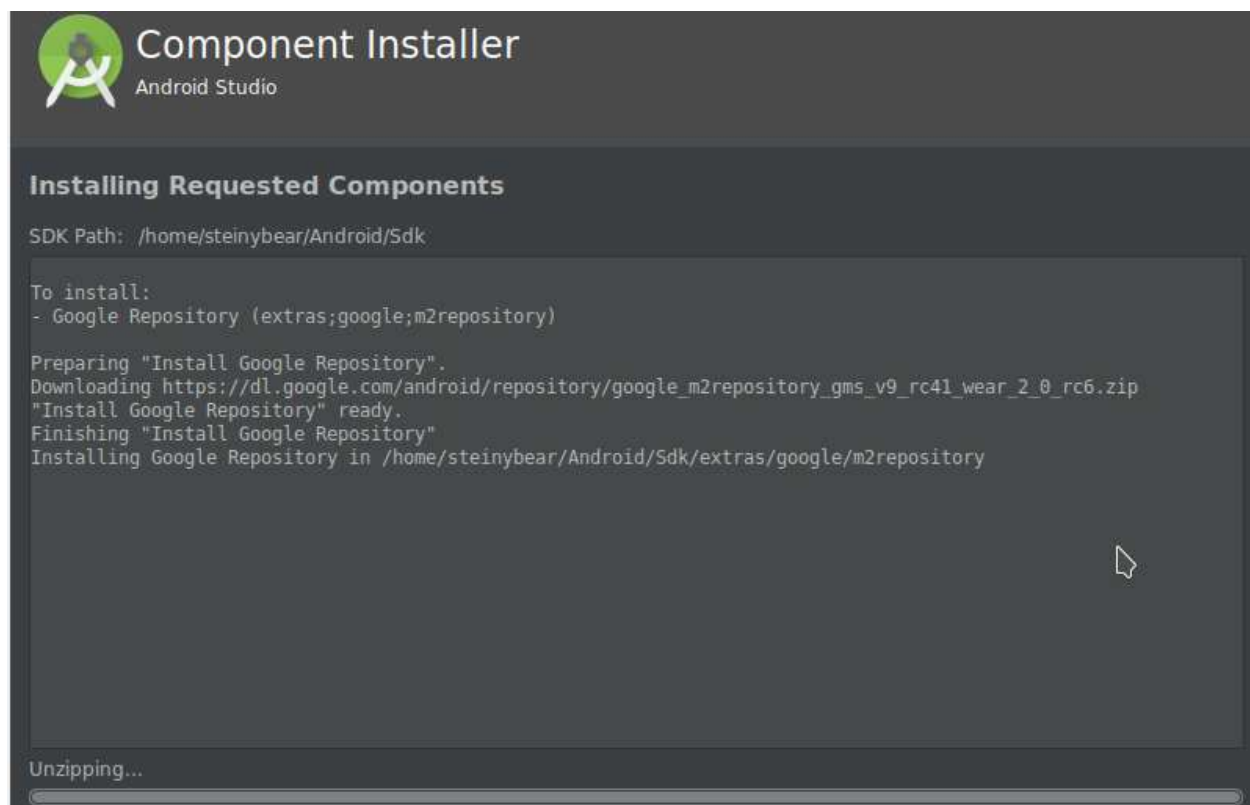 Component Installer
Android Studio
Installing Requested Components
SDK Path: /home/steinybear/Android/Sdk
To install:
- Google Repository (extras;google;m2repository)
Preparing "Install Google Repository".
Downloading https://dl.google.com/android/repository/google_m2repository_gms_v9_rc41_wear_2_0_rc6.zip
"Install Google Repository" ready.
Finishing "Install Google Repository"
Installing Google Repository in /home/steinybear/Android/Sdk/extras/google/m2repository
Unzipping...